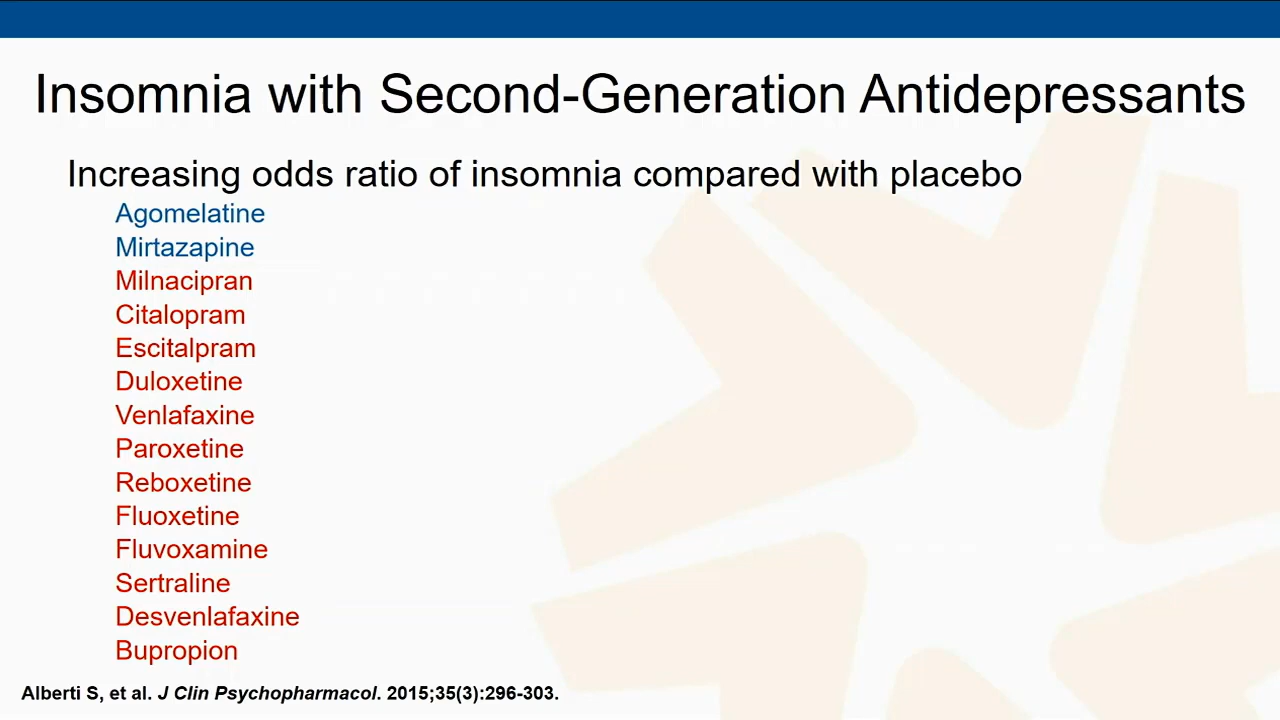 Insomnia with Second-Generation Antidepressants
Increasing odds ratio of insomnia compared with placebo
Agomelatine
Mirtazapine
Milnacipran
Citalopram
Escitalpram
Duloxetine
Venlafaxine
Paroxetine
Reboxetine
Fluoxetine
Fluvoxamine
Sertraline
Desvenlafaxine
Bupropion
Alberti S, et al. J Clin Psychopharmacol. 2015;35(3):296-303.